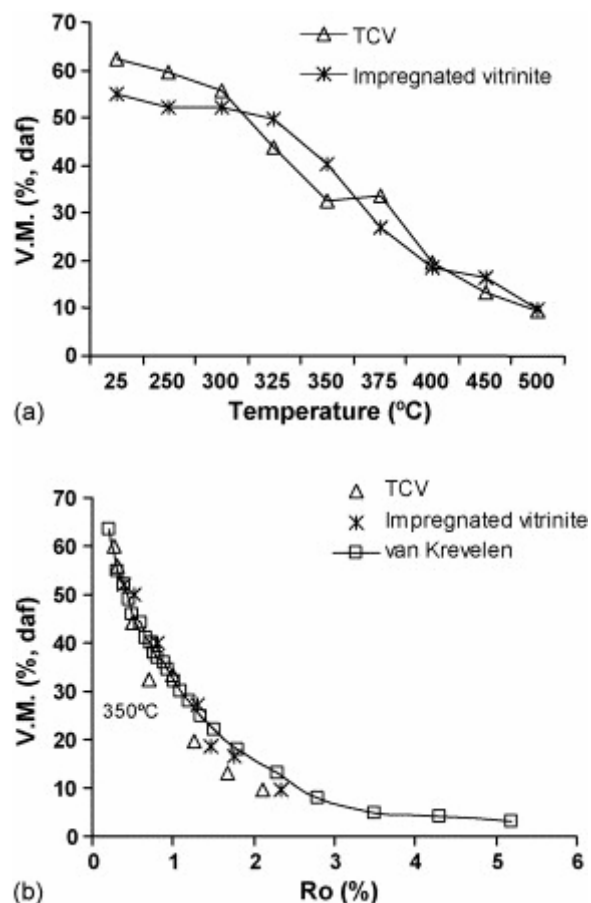 70
60
50
40
30
20
10
0
V.M. (%, daf)
TCV
Impregnated vitrinite
25 250 300 325 350 375 400 450 500
Temperature (ºC)
(a)
70
60
50
40
30
20
10
0
V.M. (%, daf)
TCV
Impregnated vitrinite
van Krevelen
350ºC
0 1 2 3 4 5 6
Ro (%)
(b)